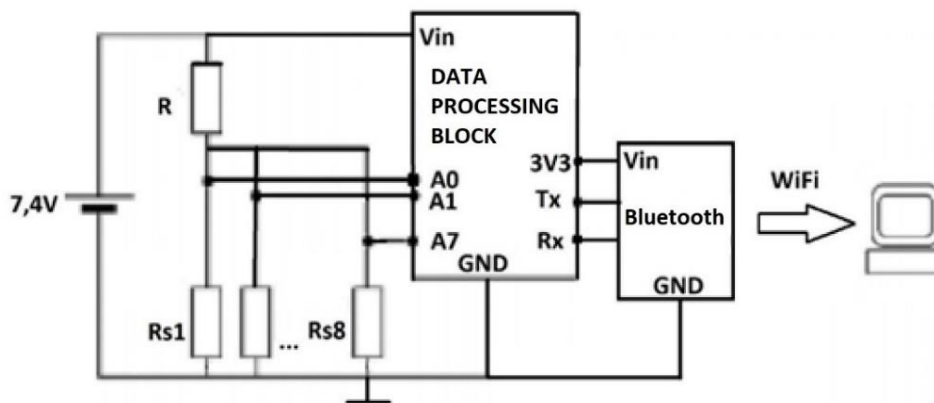 Vin
DATA
PROCESSING
BLOCK
R
3V3
Vin
WiFi
7,4V
A0
A1
Tx
Bluetooth
A7
Rx
GND
GND
Rs1
...
Rs8